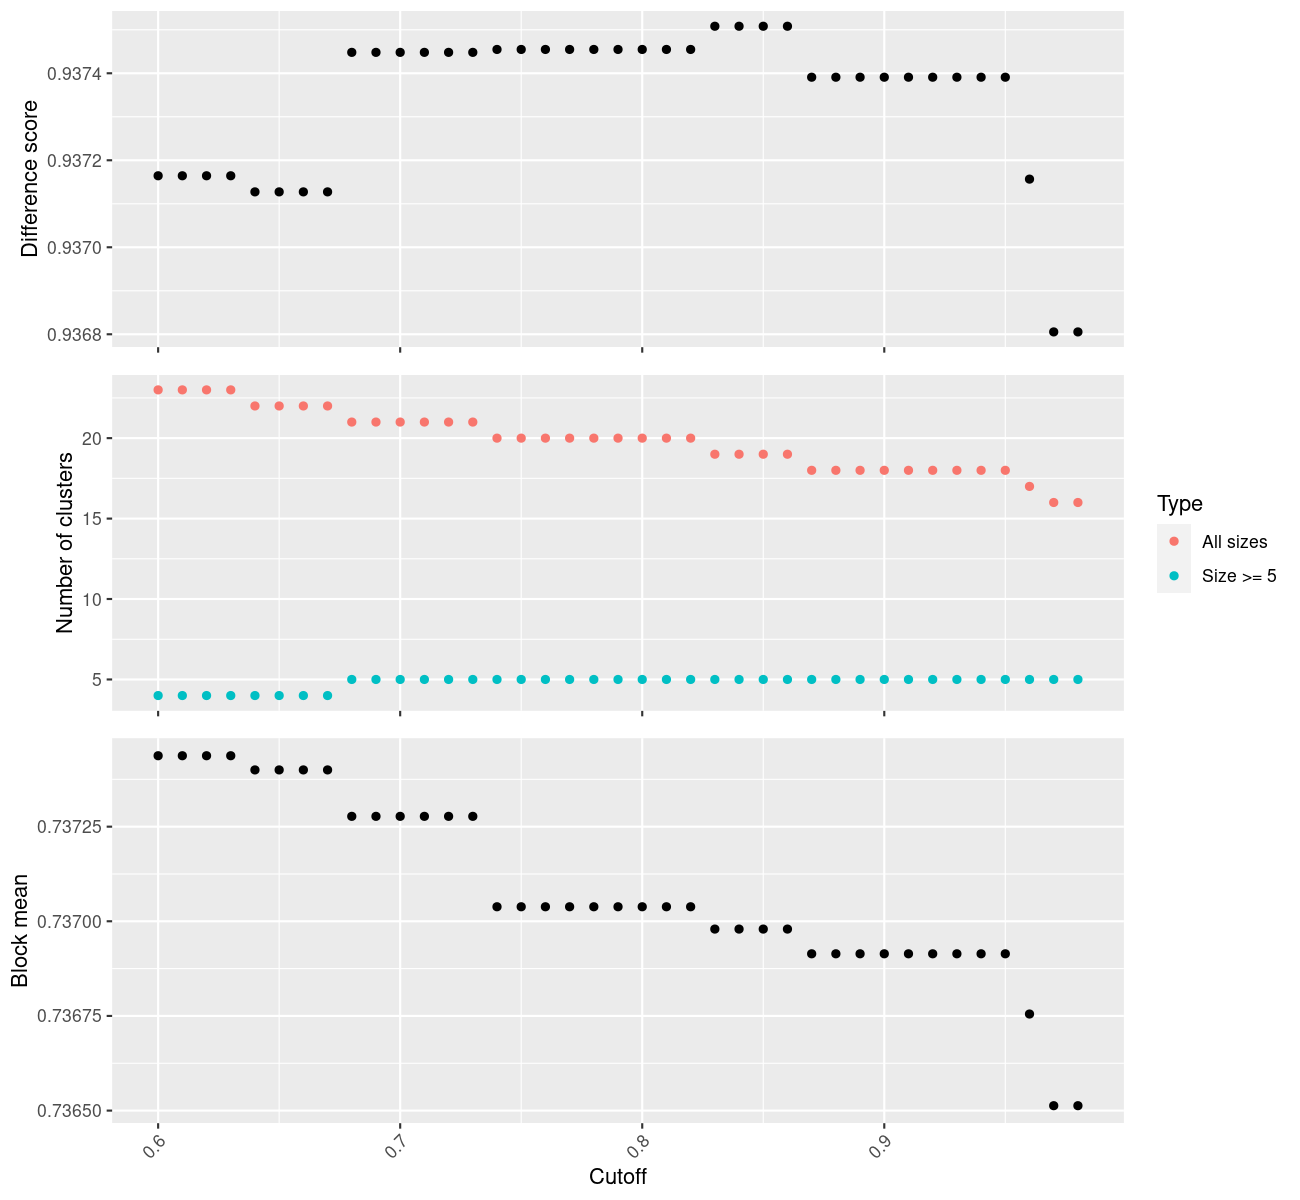 Difference score
0.9374
0.9372
0.9370
0.9368
Number of clusters
20
15
10
5
Type
All sizes
Size >= 5
Block mean
0.73725
0.73700
0.73675
0.73650
0.6
0.7
0.8
0.9
Cutoff